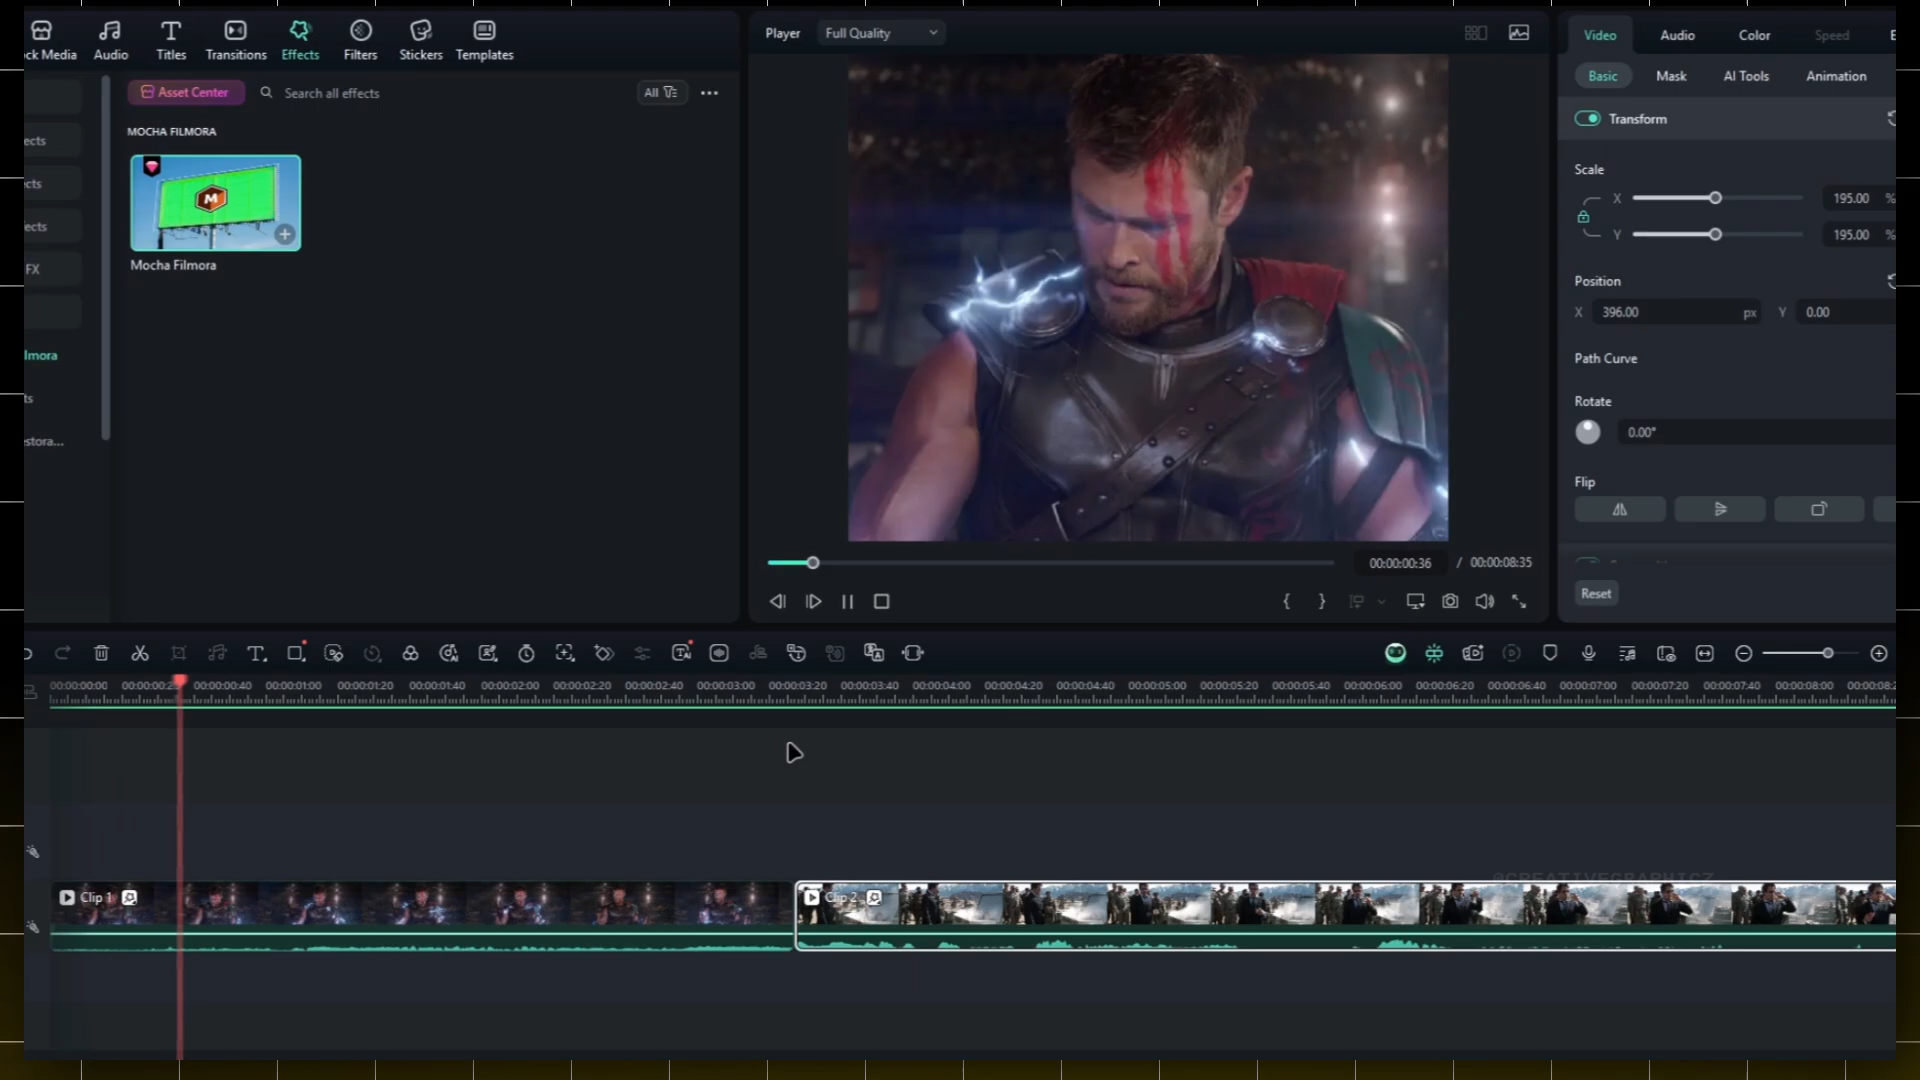 ck Media Audio Titles Transitions Effects Filters Stickers Templates
Asset Center Search all effects All
MOCHA FILMORA
M
Mocha Filmora
ects
cts
ects
FX
lmora
ts
estora...
Player Full Quality
00:00:00:36 / 00:00:08:35
Video Audio Color Speed E
Basic Mask AI Tools Animation
Transform
Scale
X 195.00 %
Y 195.00 %
Position
X 396.00 px Y 0.00
Path Curve
Rotate
0.00°
Flip
Reset
00:00:00:00 00:00:00:2 00:00:00:40 00:00:01:00 00:00:01:20 00:00:01:40 00:00:02:00 00:00:02:20 00:00:02:40 00:00:03:00 00:00:03:20 00:00:03:40 00:00:04:00 00:00:04:20 00:00:04:40 00:00:05:00 00:00:05:20 00:00:05:40 00:00:06:00 00:00:06:20 00:00:06:40 00:00:07:00 00:00:07:20 00:00:07:40 00:00:08:00 00:00:08:2
@CREATIVEGRAPHICZ
Clip 1 Clip 2